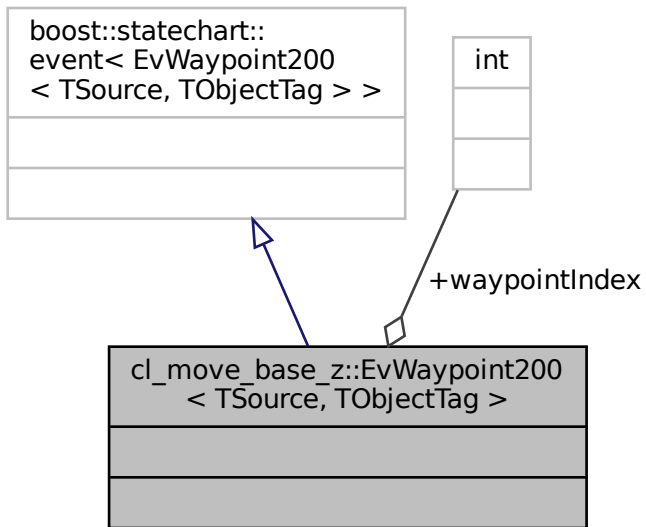 boost::statechart::
event< EvWaypoint200
< TSource, TObjectTag > >
int
+waypointIndex
cl_move_base_z::EvWaypoint200
< TSource, TObjectTag >